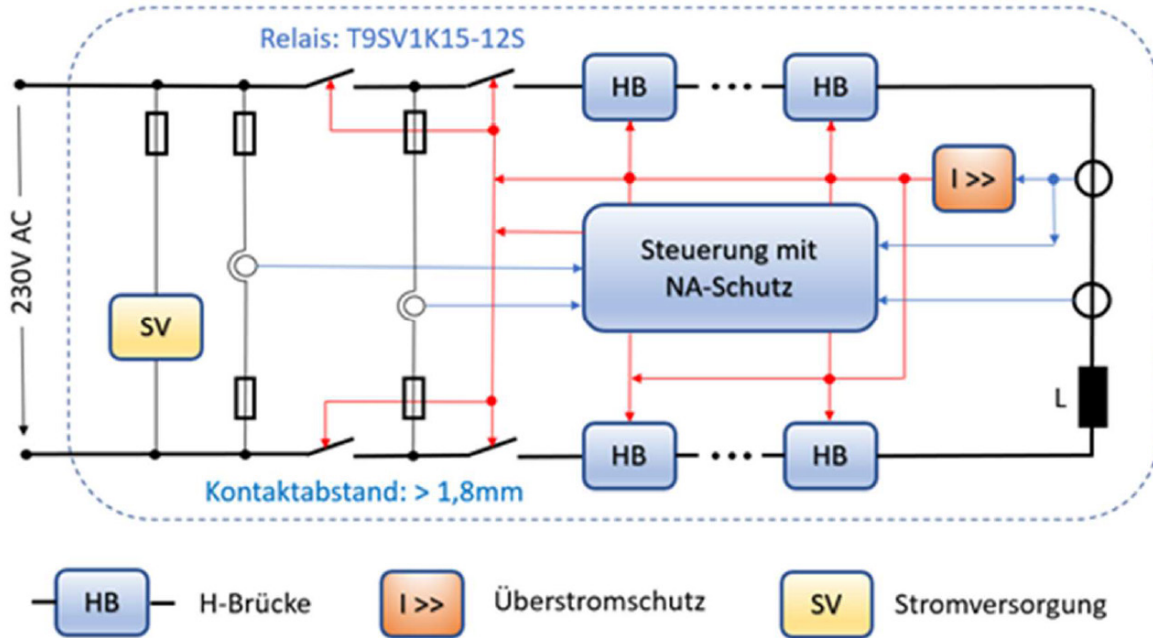 Relais: T9SV1K15-12S
HB
HB
I >>
230V AC
Steuerung mit
NA-Schutz
SV
L
HB
HB
Kontaktabstand: > 1,8mm
HB H-Brücke
I >> Überstromschutz
SV Stromversorgung